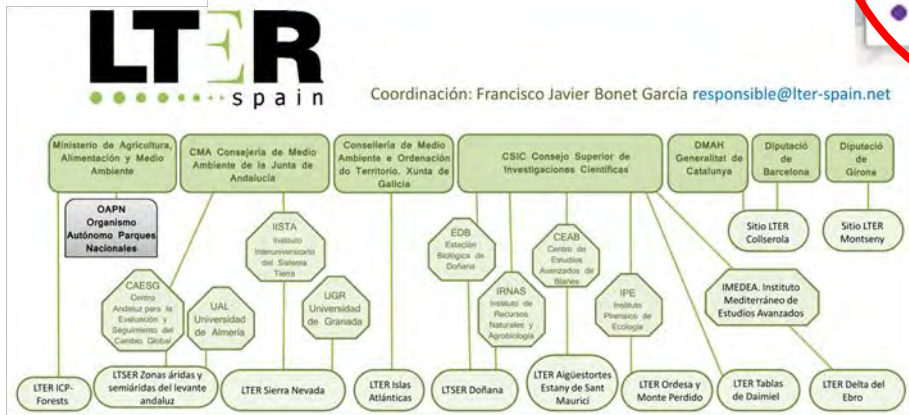 LTER
spain
Coordinación: Francisco Javier Bonet García responsible@lter-spain.net
Ministerio de Agricultura,
Alimentación y Medio
Ambiente
CMA Consejería de Medio
Ambiente de la Junta de
Andalucía
Consellería de Medio
Ambiente e Ordenación
do Territorio. Xunta de
Galicia
CSIC Consejo Superior de
Investigaciones Científicas
DMAH
Generalitat de
Catalunya
Diputació
de
Barcelona
Diputació
de
Girona
OAPN
Organismo
Autónomo Parques
Nacionales
IISTA
Instituto
Interuniversitario
del Sistema
Tierra
EDB
Estación
Biológica de
Doñana
CEAB
Centro de
Estudios
Avanzados de
Blanes
Sitio LTER
Collserola
Sitio LTER
Montseny
CAESG
Centro
Andaluz para la
Evaluación y
Seguimiento del
Cambio Global
UAL
Universidad
de Almería
UGR
Universidad
de Granada
IRNAS
Instituto de
Recursos
Naturales y
Agrobiología
IPE
Instituto
Pirenaico de
Ecología
IMEDEA. Instituto
Mediterráneo de
Estudios Avanzados
LTER ICP-
Forests
LTSER Zonas áridas y
semiáridas del levante
andaluz
LTER Sierra Nevada
LTER Islas
Atlánticas
LTSER Doñana
LTER Aigüestortes
Estany de Sant
Maurici
LTER Ordesa y
Monte Perdido
LTER Tablas
de Daimiel
LTER Delta del
Ebro